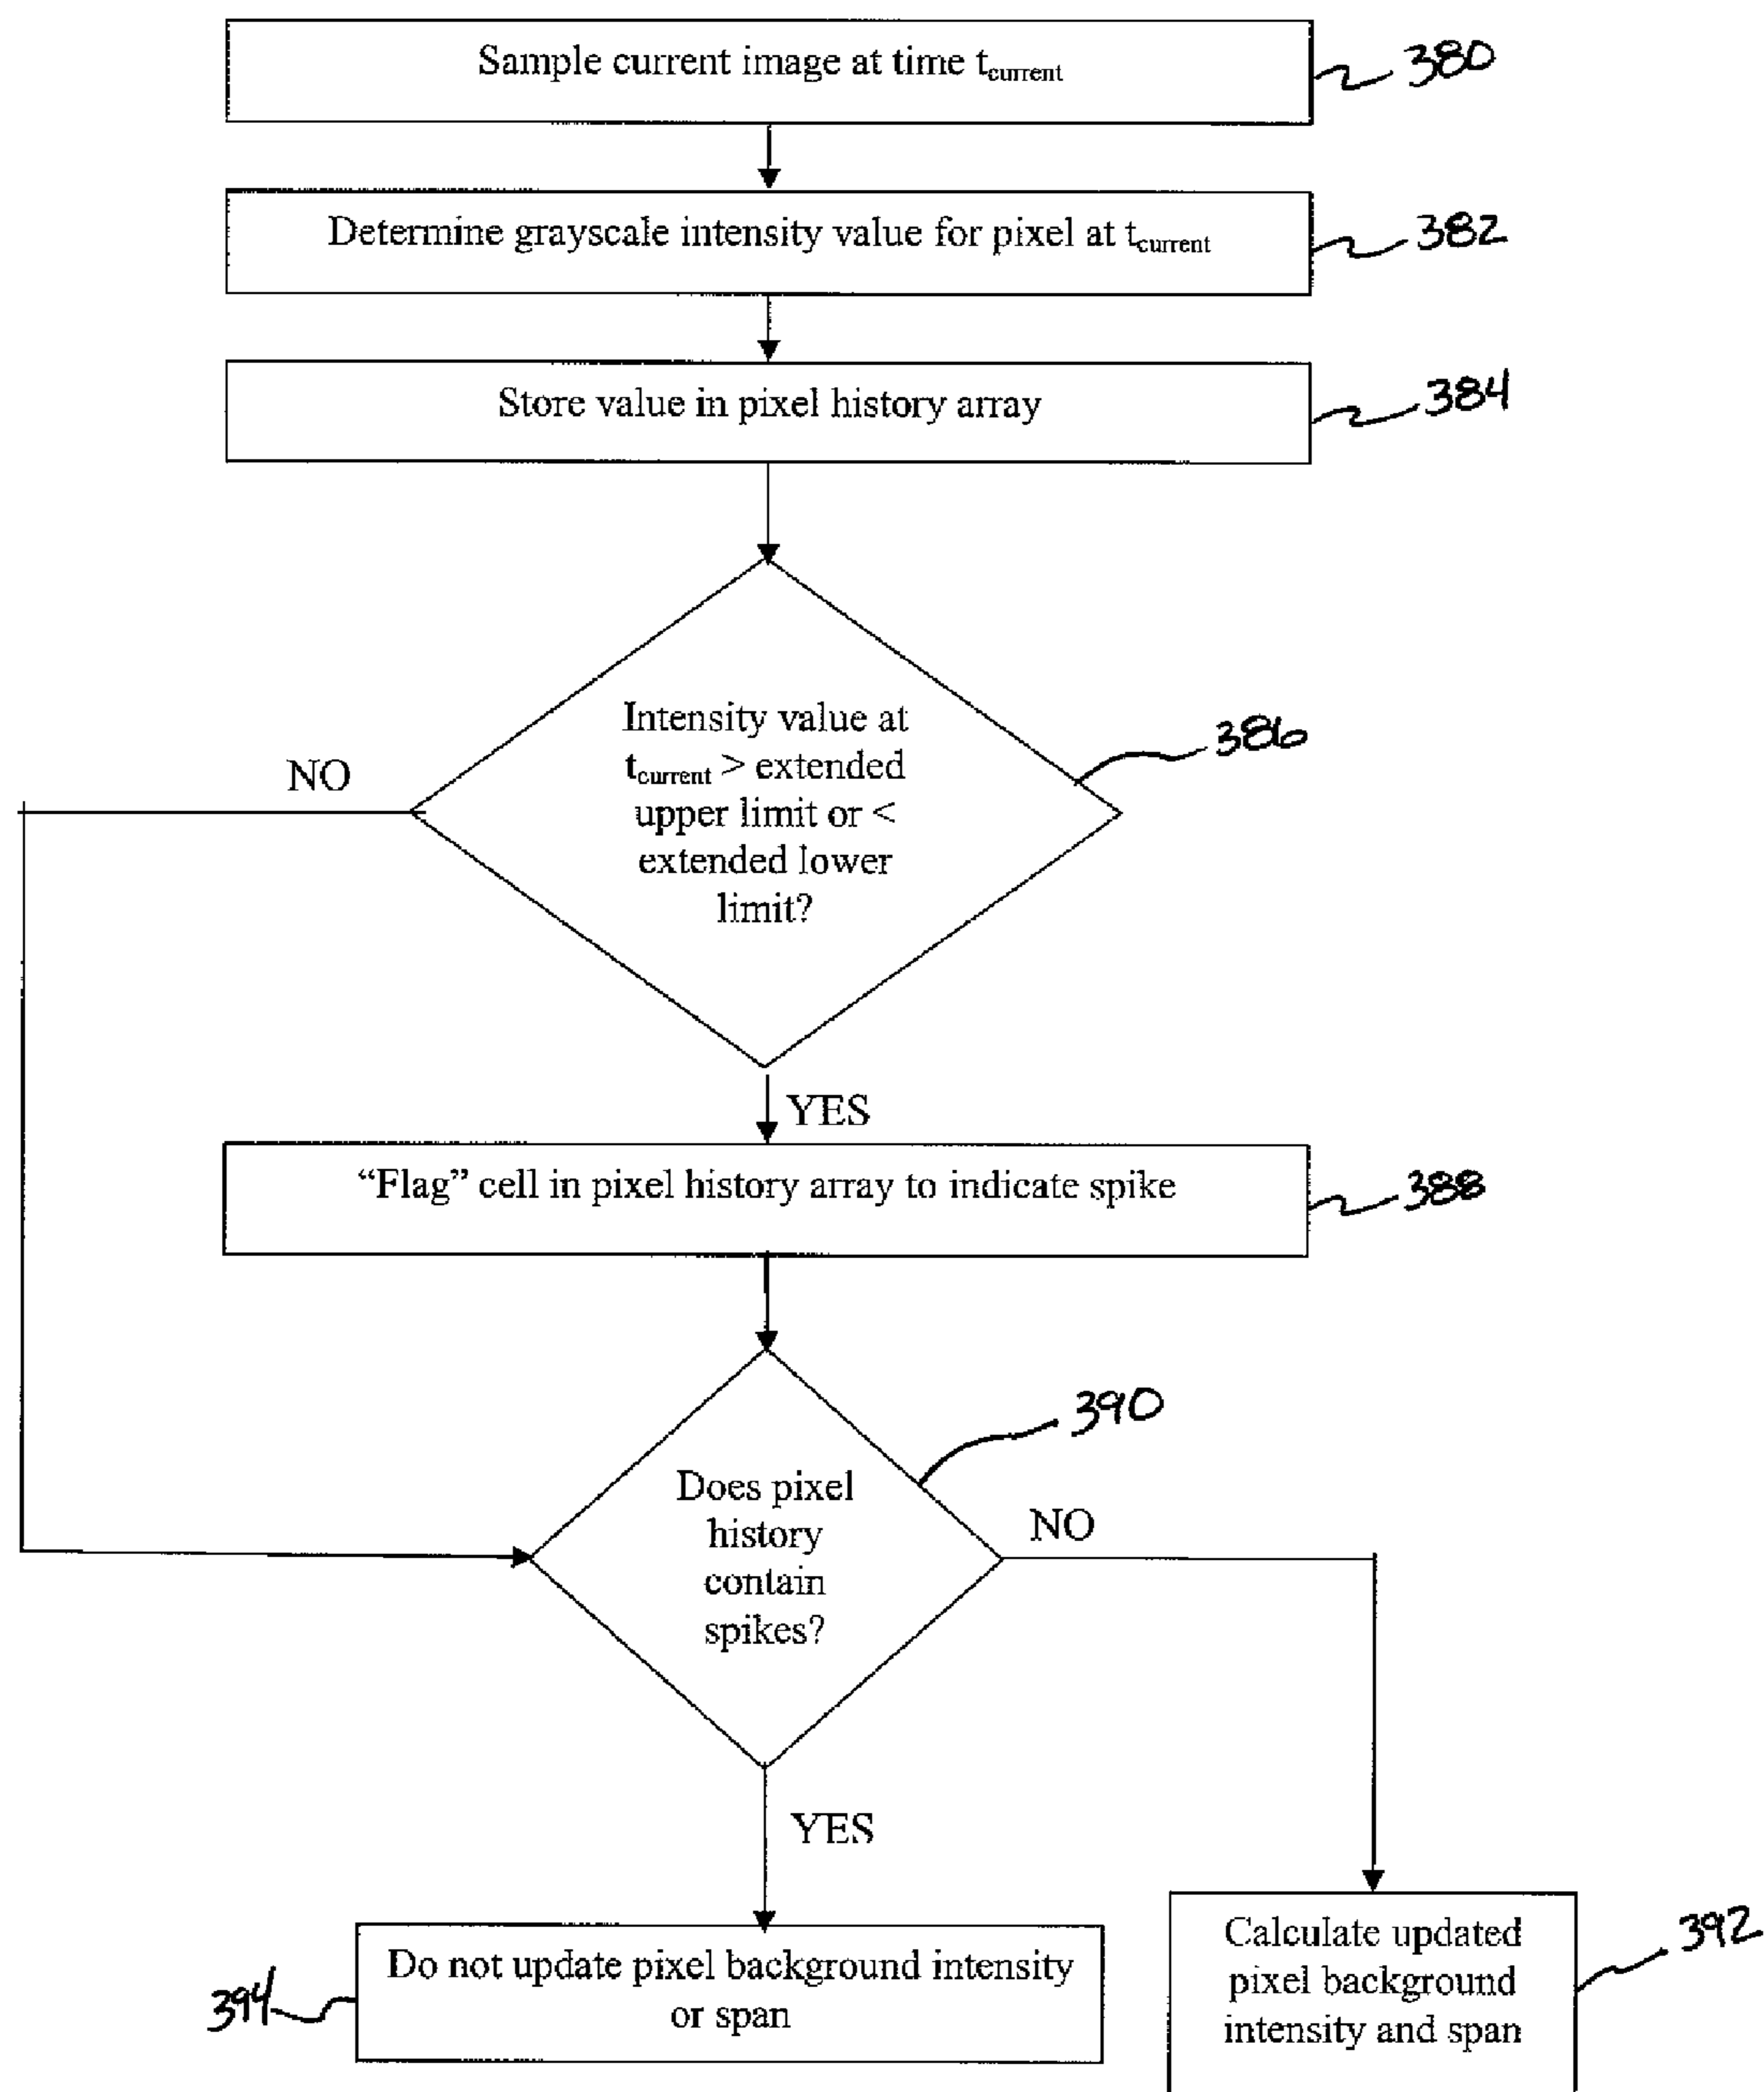 Sample current image at time tcurrent
380
Determine grayscale intensity value for pixel at tcurrent
382
Store value in pixel history array
384
Intensity value at
tcurrent > extended
upper limit or <
extended lower
limit?
386
NO
YES
“Flag” cell in pixel history array to indicate spike
388
Does pixel
history
contain
spikes?
390
NO
YES
Do not update pixel background intensity
or span
394
Calculate updated
pixel background
intensity and span
392